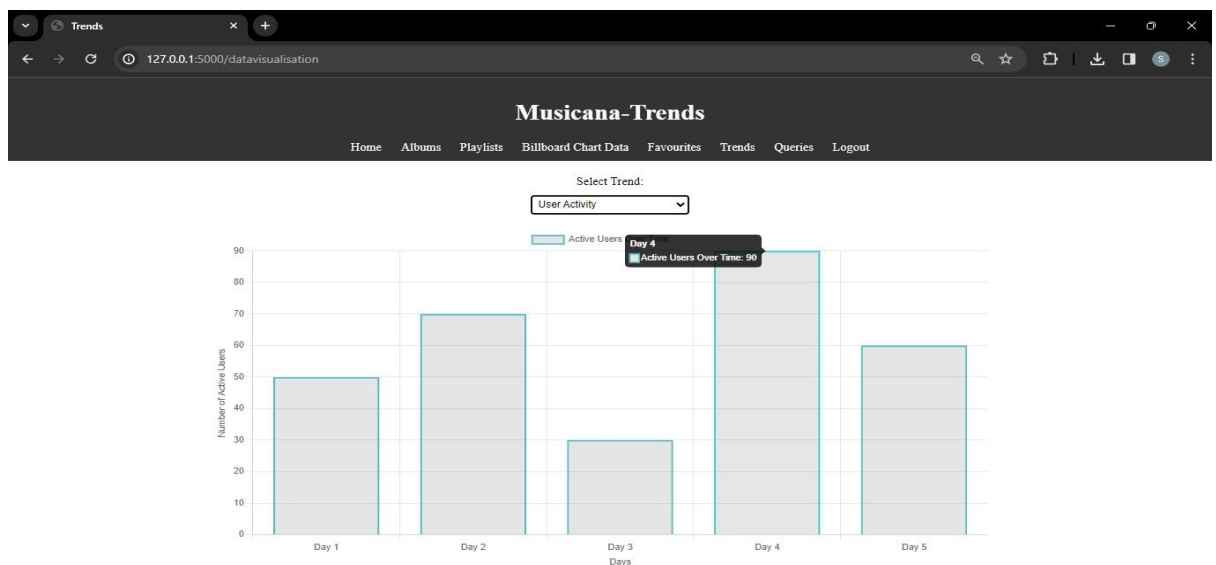 Trends
127.0.0.1:5000/datavisualisation
S
Musicana-Trends
Home Albums Playlists Billboard Chart Data Favourites Trends Queries Logout
Select Trend:
User Activity
Active Users
Day 4
Active Users Over Time: 90
90
80
70
60
50
40
30
20
10
0
Number of Active Users
Day 1 Day 2 Day 3 Day 4 Day 5
Days